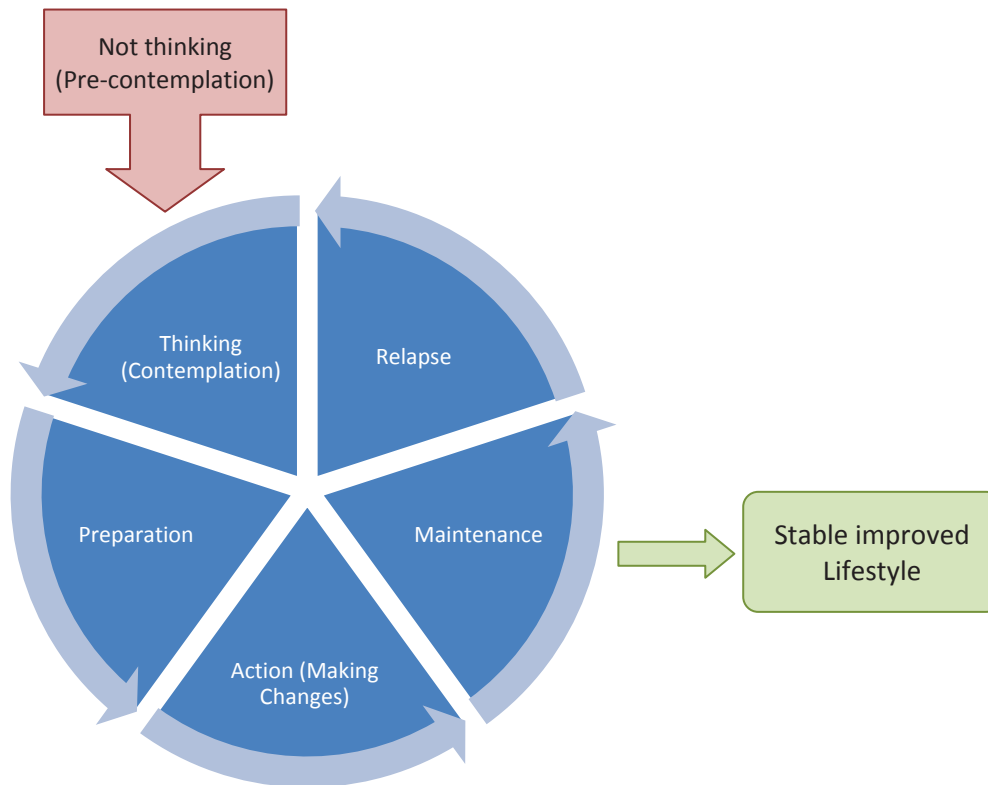 Not thinking
(Pre-contemplation)
Thinking
(Contemplation)
Relapse
Preparation
Maintenance
Action (Making
Changes)
Stable improved
Lifestyle